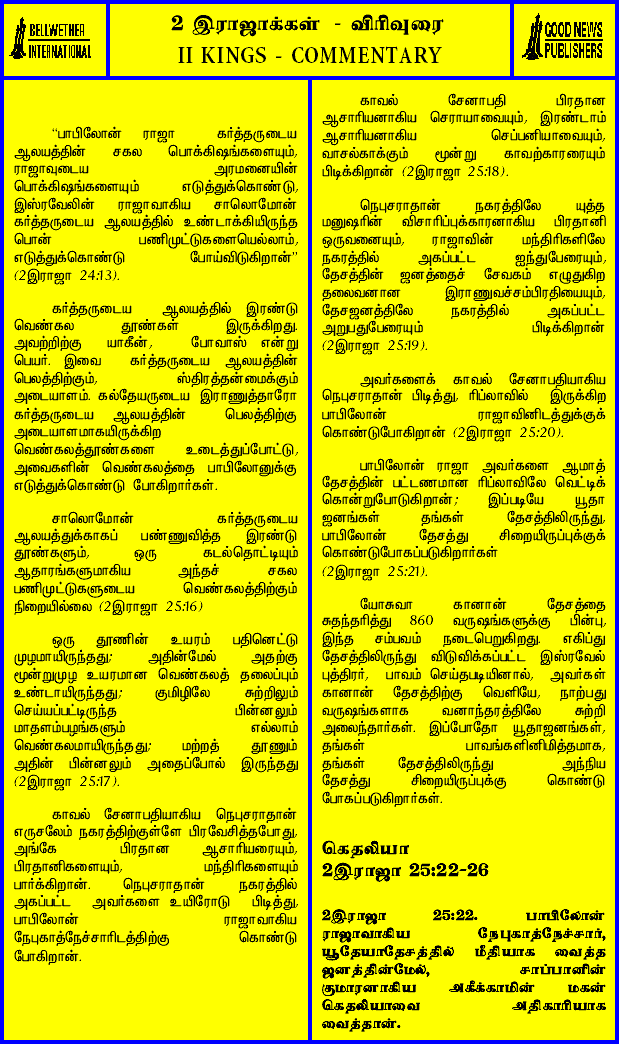 BELLWETHER
INTERNATIONAL
2 இராஜாக்கள் - விரிவுரை
II KINGS - COMMENTARY
GOOD NEWS
PUBLISHERS
“பாபிலோன் ராஜா கர்த்தருடைய
ஆலயத்தின் சகல பொக்கிஷங்களையும்,
ராஜாவுடைய அரமனையின்
பொக்கிஷங்களையும் எடுத்துக்கொண்டு,
இஸ்ரவேலின் ராஜாவாகிய சாலொமோன்
கர்த்தருடைய ஆலயத்தில் உண்டாக்கியிருந்த
பொன் பணிமுட்டுகளையெல்லாம்,
எடுத்துக்கொண்டு போய்விடுகிறான்”
(2இராஜா 24:13).
கர்த்தருடைய ஆலயத்தில் இரண்டு
வெண்கல தூண்கள் இருக்கிறது.
அவற்றிற்கு யாகீன், போவாஸ் என்று
பெயர். இவை கர்த்தருடைய ஆலயத்தின்
பெலத்திற்கும், ஸ்திரத்தன்மைக்கும்
அடையாளம். கல்தேயருடைய இராணுத்தாரோ
கர்த்தருடைய ஆலயத்தின் பெலத்திற்கு
அடையாளமாகயிருக்கிற
வெண்கலத்தூண்களை உடைத்துப்போட்டு,
அவைகளின் வெண்கலத்தை பாபிலோனுக்கு
எடுத்துக்கொண்டு போகிறார்கள்.
சாலொமோன் கர்த்தருடைய
ஆலயத்துக்காகப் பண்ணுவித்த இரண்டு
தூண்களும், ஒரு கடல்தொட்டியும்
ஆதாரங்களுமாகிய அந்தச் சகல
பணிமுட்டுகளுடைய வெண்கலத்திற்கும்
நிறையில்லை (2இராஜா 25:16)
ஒரு தூணின் உயரம் பதினெட்டு
முழமாயிருந்தது; அதின்மேல் அதற்கு
மூன்றுமுழ உயரமான வெண்கலத் தலைப்பும்
உண்டாயிருந்தது; குமிழிலே சுற்றிலும்
செய்யப்பட்டிருந்த பின்னலும்
மாதளம்பழங்களும் எல்லாம்
வெண்கலமாயிருந்தது; மற்றத் தூணும்
அதின் பின்னலும் அதைப்போல் இருந்தது
(2இராஜா 25:17).
காவல் சேனாபதியாகிய நெபுசராதான்
எருசலேம் நகரத்திற்குள்ளே பிரவேசித்தபோது,
அங்கே பிரதான ஆசாரியரையும்,
பிரதானிகளையும், மந்திரிகளையும்
பார்க்கிறான். நெபுசராதான் நகரத்தில்
அகப்பட்ட அவர்களை உயிரோடு பிடித்து,
பாபிலோன் ராஜாவாகிய
நேபுகாத்நேச்சாரிடத்திற்கு கொண்டு
போகிறான்.
காவல் சேனாபதி பிரதான
ஆசாரியனாகிய செராயாவையும், இரண்டாம்
ஆசாரியனாகிய செப்பனியாவையும்,
வாசல்காக்கும் மூன்று காவற்காரரையும்
பிடிக்கிறான் (2இராஜா 25:18).
நெபுசராதான் நகரத்திலே யுத்த
மனுஷரின் விசாரிப்புக்காரனாகிய பிரதானி
ஒருவனையும், ராஜாவின் மந்திரிகளிலே
நகரத்தில் அகப்பட்ட ஐந்துபேரையும்,
தேசத்தின் ஜனத்தைச் சேவகம் எழுதுகிற
தலைவனான இராணுவச்சம்பிரதியையும்,
தேசஜனத்திலே நகரத்தில் அகப்பட்ட
அறுபதுபேரையும் பிடிக்கிறான்
(2இராஜா 25:19).
அவர்களைக் காவல் சேனாபதியாகிய
நெபுசராதான் பிடித்து, ரிப்லாவில் இருக்கிற
பாபிலோன் ராஜாவினிடத்துக்குக்
கொண்டுபோகிறான் (2இராஜா 25:20).
பாபிலோன் ராஜா அவர்களை ஆமாத்
தேசத்தின் பட்டணமான ரிப்லாவிலே வெட்டிக்
கொன்றுபோடுகிறான்; இப்படியே யூதா
ஜனங்கள் தங்கள் தேசத்திலிருந்து,
பாபிலோன் தேசத்து சிறையிருப்புக்குக்
கொண்டுபோகப்படுகிறார்கள்
(2இராஜா 25:21).
யோசுவா கானான் தேசத்தை
சுதந்தரித்து 860 வருஷங்களுக்கு பின்பு,
இந்த சம்பவம் நடைபெறுகிறது. எகிப்து
தேசத்திலிருந்து விடுவிக்கப்பட்ட இஸ்ரவேல்
புத்திரர், பாவம் செய்தபடியினால், அவர்கள்
கானான் தேசத்திற்கு வெளியே, நாற்பது
வருஷங்களாக வனாந்தரத்திலே சுற்றி
அலைந்தார்கள். இப்போதோ யூதாஜனங்கள்,
தங்கள் பாவங்களினிமித்தமாக,
தங்கள் தேசத்திலிருந்து அந்நிய
தேசத்து சிறையிருப்புக்கு கொண்டு
போகப்படுகிறார்கள்.
கெதலியா
2இராஜா 25:22-26
2இராஜா 25:22. பாபிலோன்
ராஜாவாகிய நேபுகாத்நேச்சார்,
யூதேயாதேசத்தில் மீதியாக வைத்த
ஜனத்தின்மேல், சாப்பானின்
குமாரனாகிய அகீக்காமின் மகன்
கெதலியாவை அதிகாரியாக
வைத்தான்.